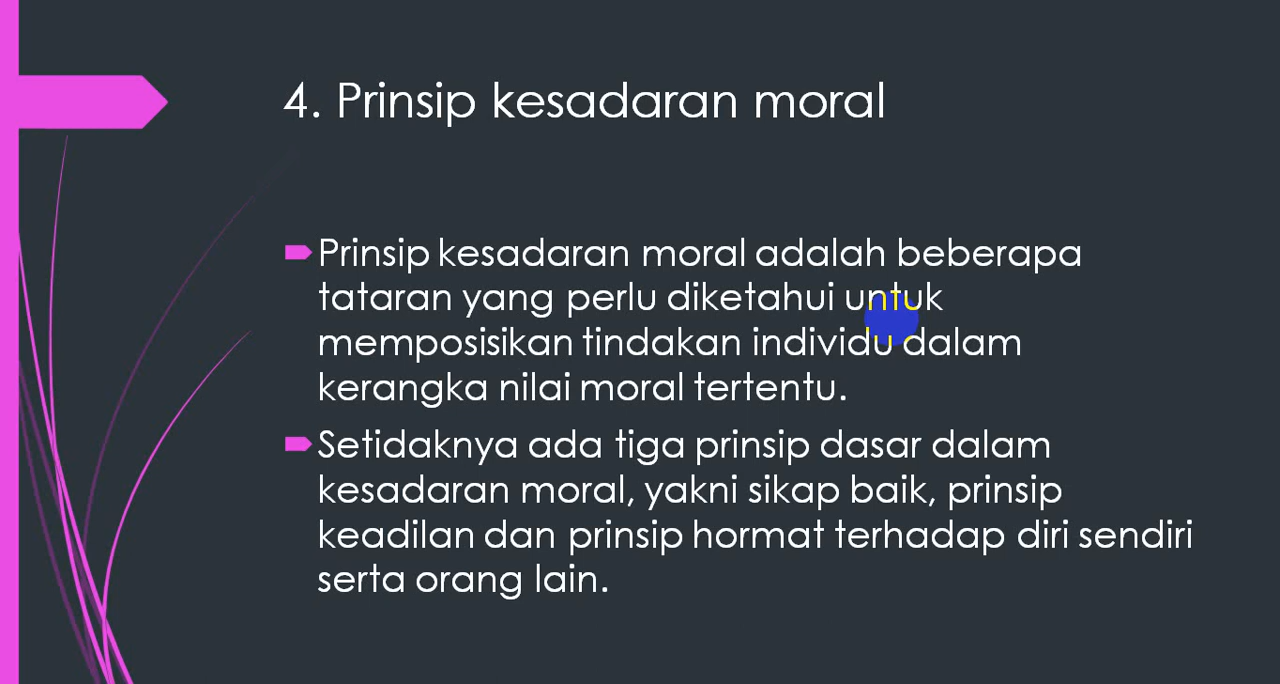 4. Prinsip kesadaran moral
Prinsip kesadaran moral adalah beberapa
tataran yang perlu diketahui untuk
memposisikan tindakan individu dalam
kerangka nilai moral tertentu.
Setidaknya ada tiga prinsip dasar dalam
kesadaran moral, yakni sikap baik, prinsip
keadilan dan prinsip hormat terhadap diri sendiri
serta orang lain.